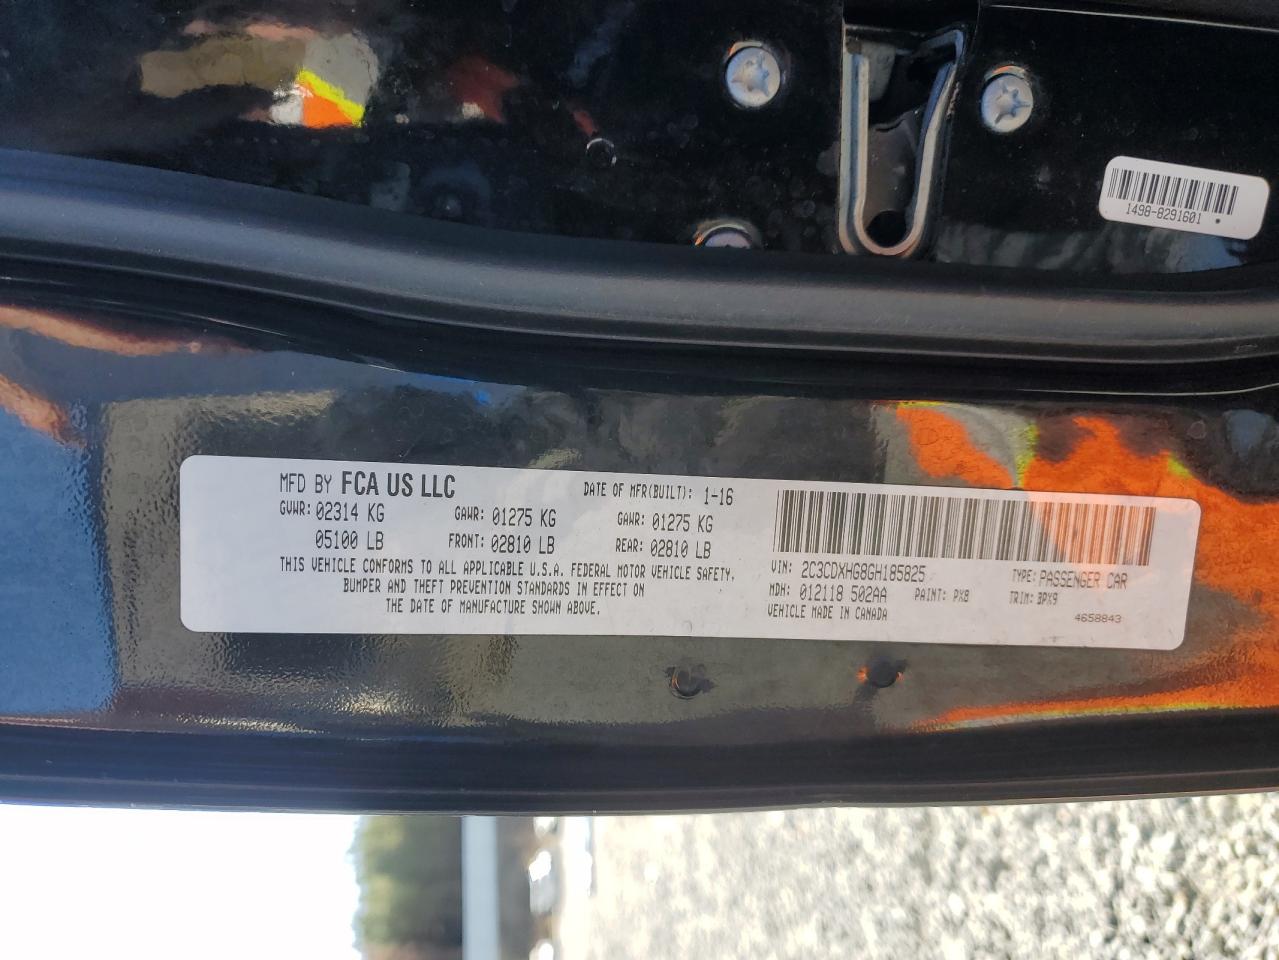 1498-8291601
MFD BY FCA US LLC DATE OF MFR(BUILT): 1-16
GVWR: 02314 KG GAWR: 01275 KG GAWR: 01275 KG
05100 LB FRONT: 02810 LB REAR: 02810 LB
THIS VEHICLE CONFORMS TO ALL APPLICABLE U.S.A. FEDERAL MOTOR VEHICLE SAFETY,
BUMPER AND THEFT PREVENTION STANDARDS IN EFFECT ON
THE DATE OF MANUFACTURE SHOWN ABOVE.
VIN: 2C3CDXHG8GH185825 TYPE: PASSENGER CAR
MDH: 012118 502AA PAINT: PX8 TRIM: BPX9
VEHICLE MADE IN CANADA 4658843